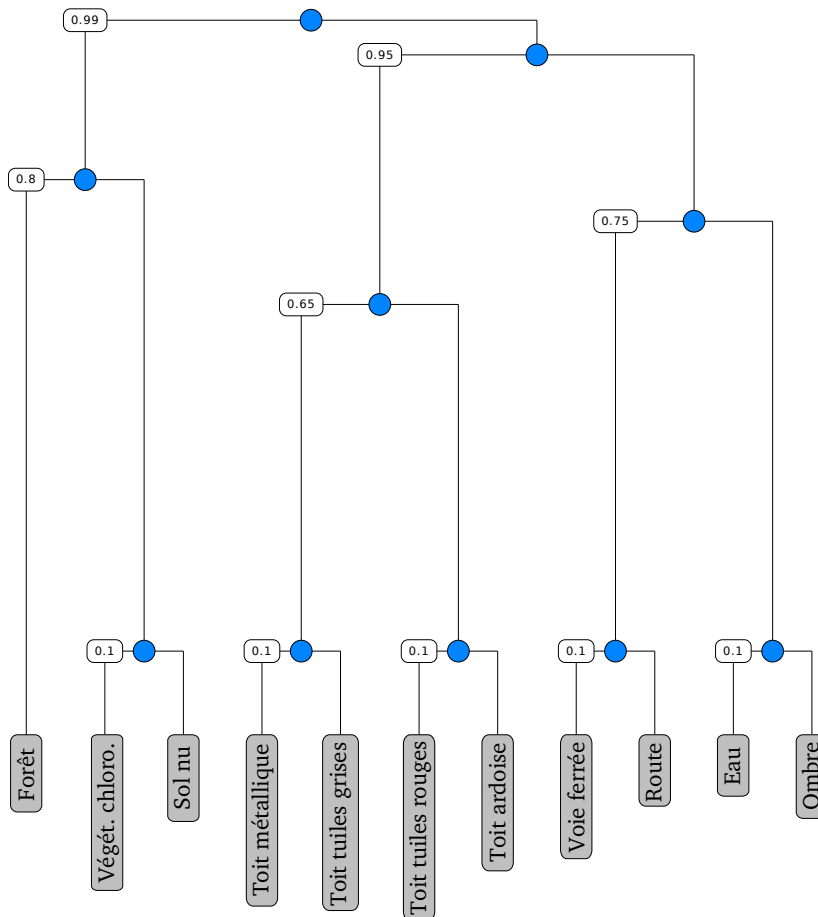 0.99
0.95
0.8
0.75
0.65
0.1
0.1
0.1
0.1
0.1
Forêt
Végét. chloro.
Sol nu
Toit métallique
Toit tuiles grises
Toit tuiles rouges
Toit ardoise
Voie ferrée
Route
Eau
Ombre